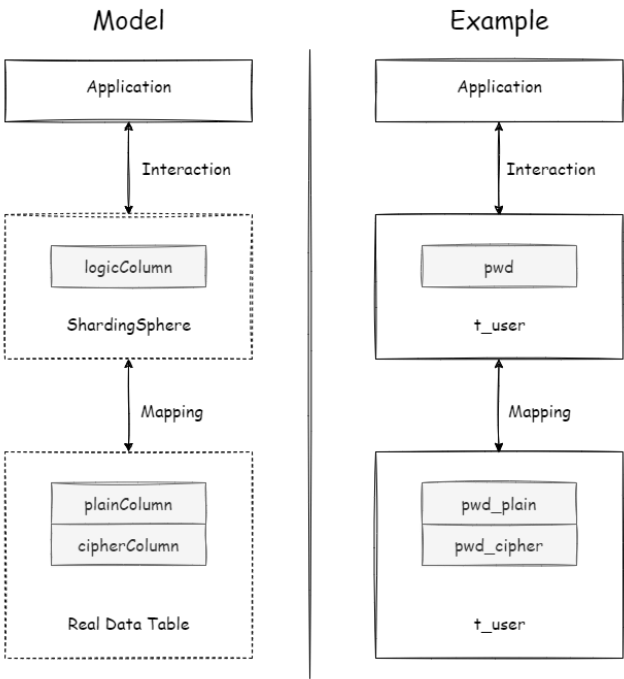 Model
Application
Interaction
logicColumn
ShardingSphere
Mapping
plainColumn
cipherColumn
Real Data Table
Example
Application
Interaction
pwd
t_user
Mapping
pwd_plain
pwd_cipher
t_user